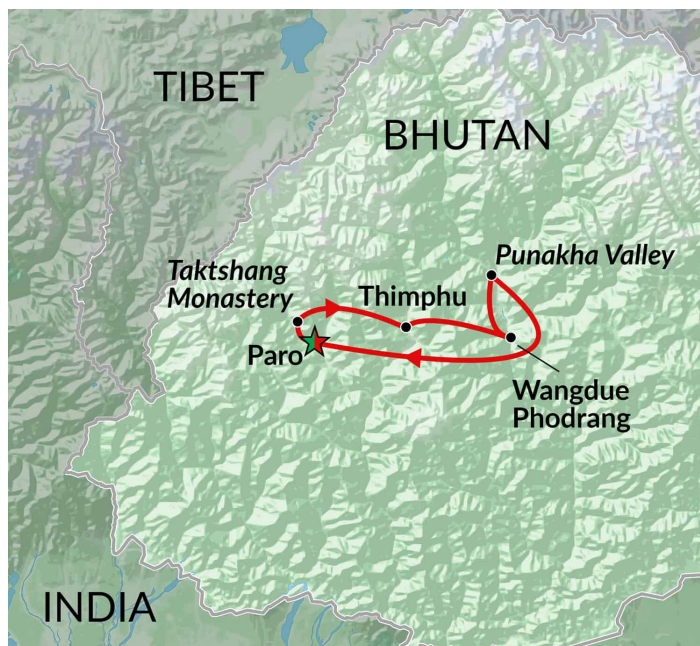 TIBET
BHUTAN
Punakha Valley
Taktshang
Monastery
Thimphu
Paro
Wangdue
Phodrang
INDIA